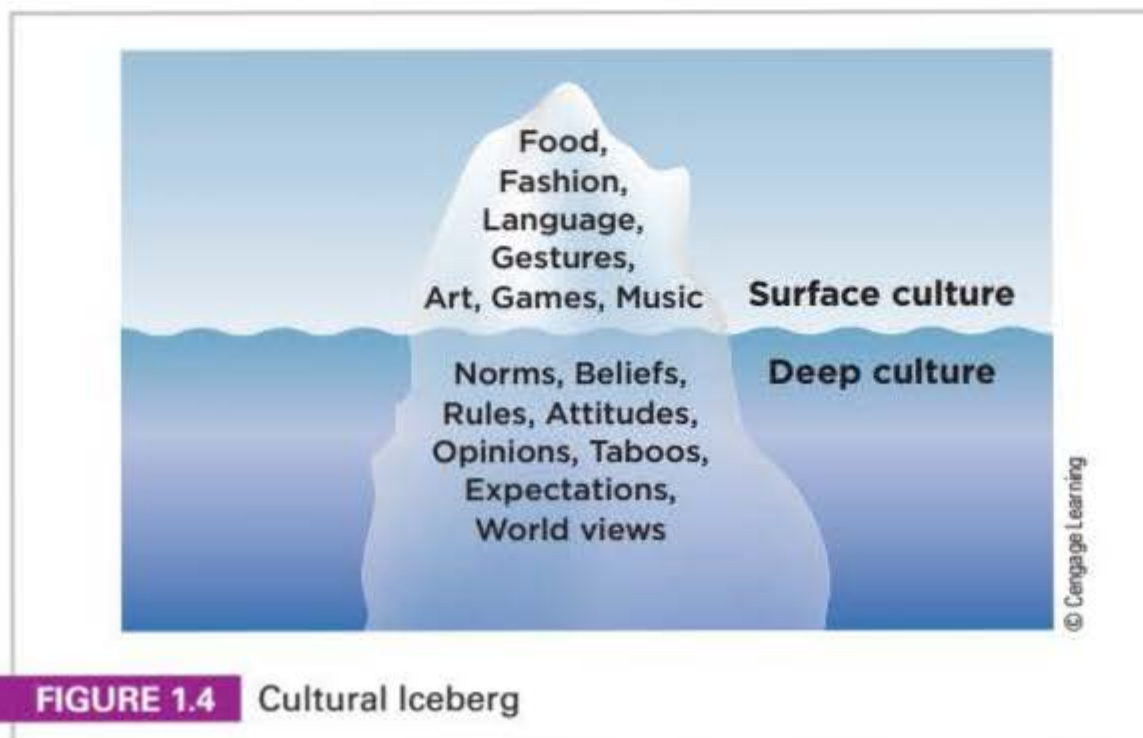 Food,
Fashion,
Language,
Gestures,
Art, Games, Music
Surface culture
Deep culture
Norms, Beliefs,
Rules, Attitudes,
Opinions, Taboos,
Expectations,
World views
© Cengage Learning
FIGURE 1.4 Cultural Iceberg